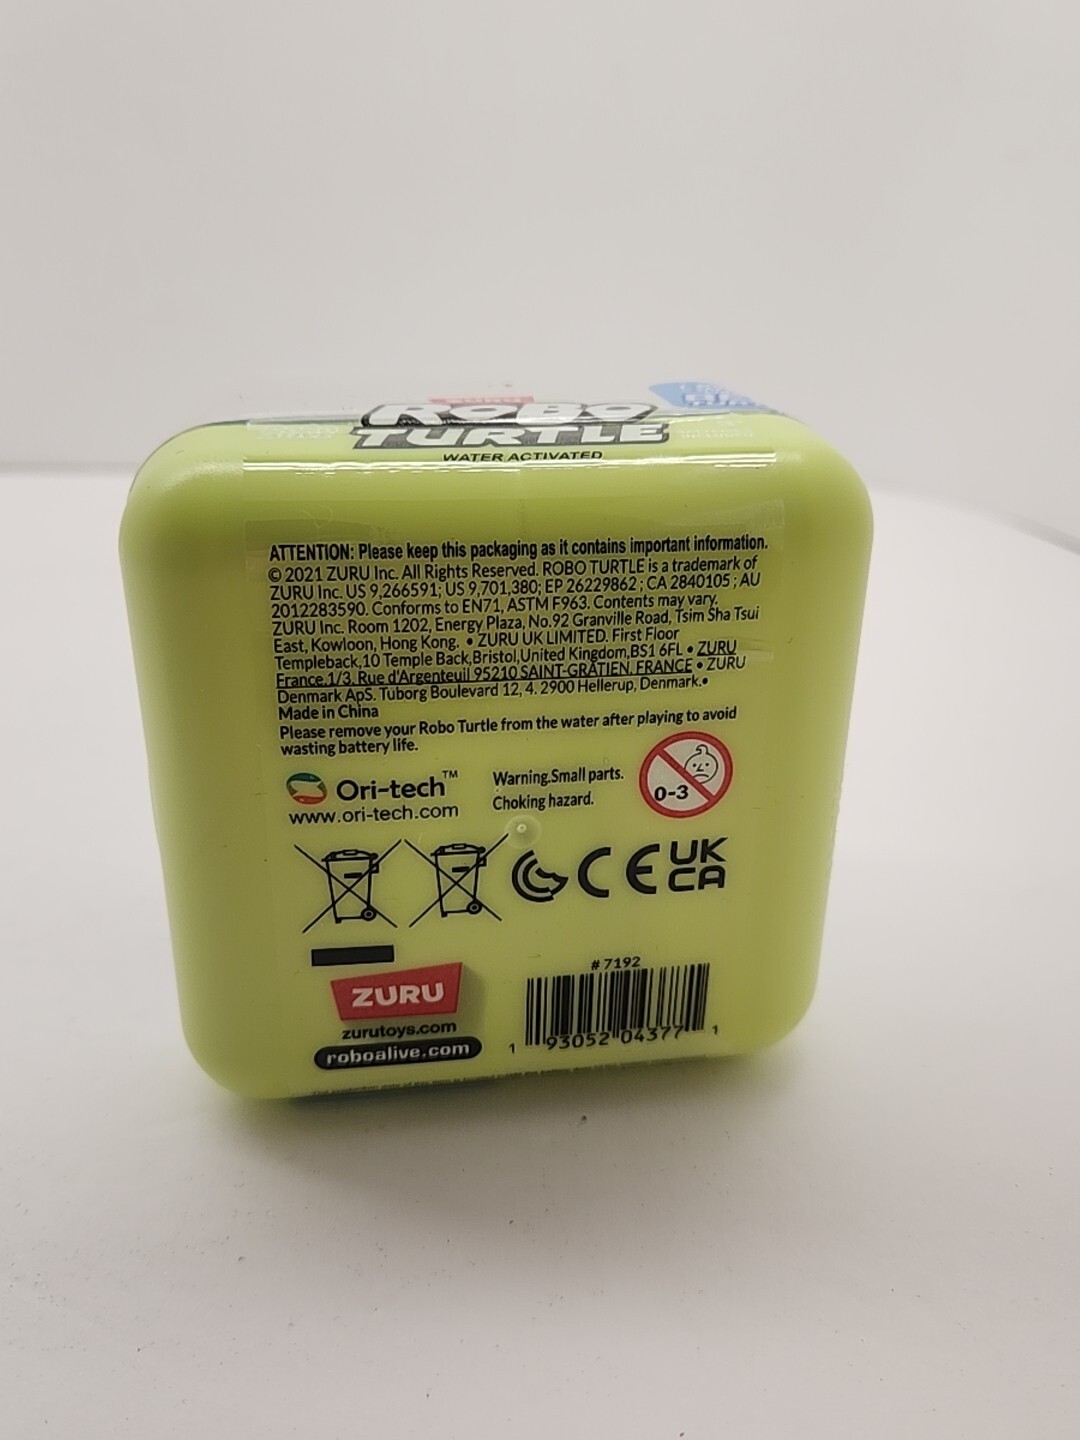 ZURU
ROBO
TURTLE
WATER ACTIVATED
ATTENTION: Please keep this packaging as it contains important information.
© 2021 ZURU Inc. All Rights Reserved. ROBO TURTLE is a trademark of
ZURU Inc. US 9,266591; US 9,701,380; EP 26229862 ; CA 2840105 ; AU
2012283590. Conforms to EN71, ASTM F963. Contents may vary.
ZURU Inc. Room 1202, Energy Plaza, No.92 Granville Road, Tsim Sha Tsui
East, Kowloon, Hong Kong. • ZURU UK LIMITED. First Floor
Templeback,10 Temple Back,Bristol,United Kingdom,BS1 6FL • ZURU
France.1/3, Rue d'Argenteuil 95210 SAINT-GRATIEN, FRANCE • ZURU
Denmark ApS. Tuborg Boulevard 12, 4. 2900 Hellerup, Denmark.•
Made in China
Please remove your Robo Turtle from the water after playing to avoid
wasting battery life.
Ori-tech™
www.ori-tech.com
Warning.Small parts.
Choking hazard.
0-3
CE
UK
CA
ZURU
zurutoys.com
roboalive.com
#7192
1 93052 04377 1